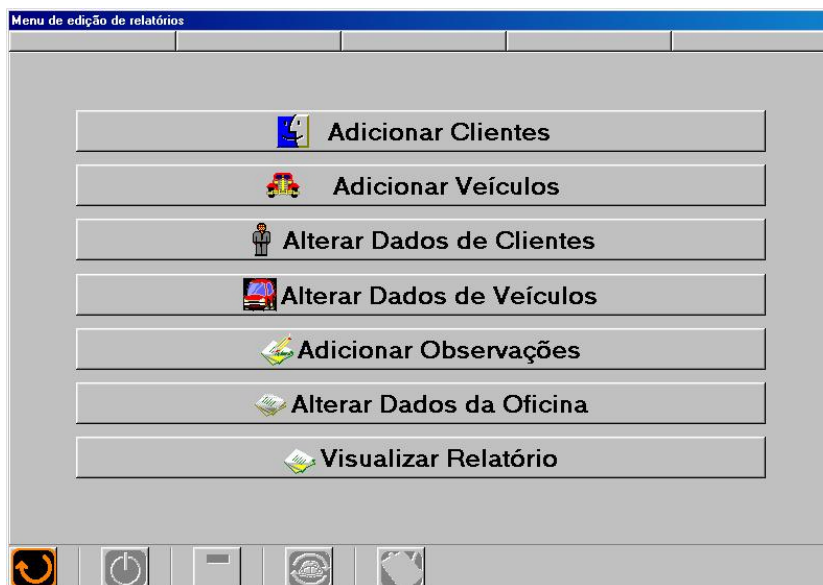 Menu de edição de relatórios
Adicionar Clientes
Adicionar Veículos
Alterar Dados de Clientes
Alterar Dados de Veículos
Adicionar Observações
Alterar Dados da Oficina
Visualizar Relatório